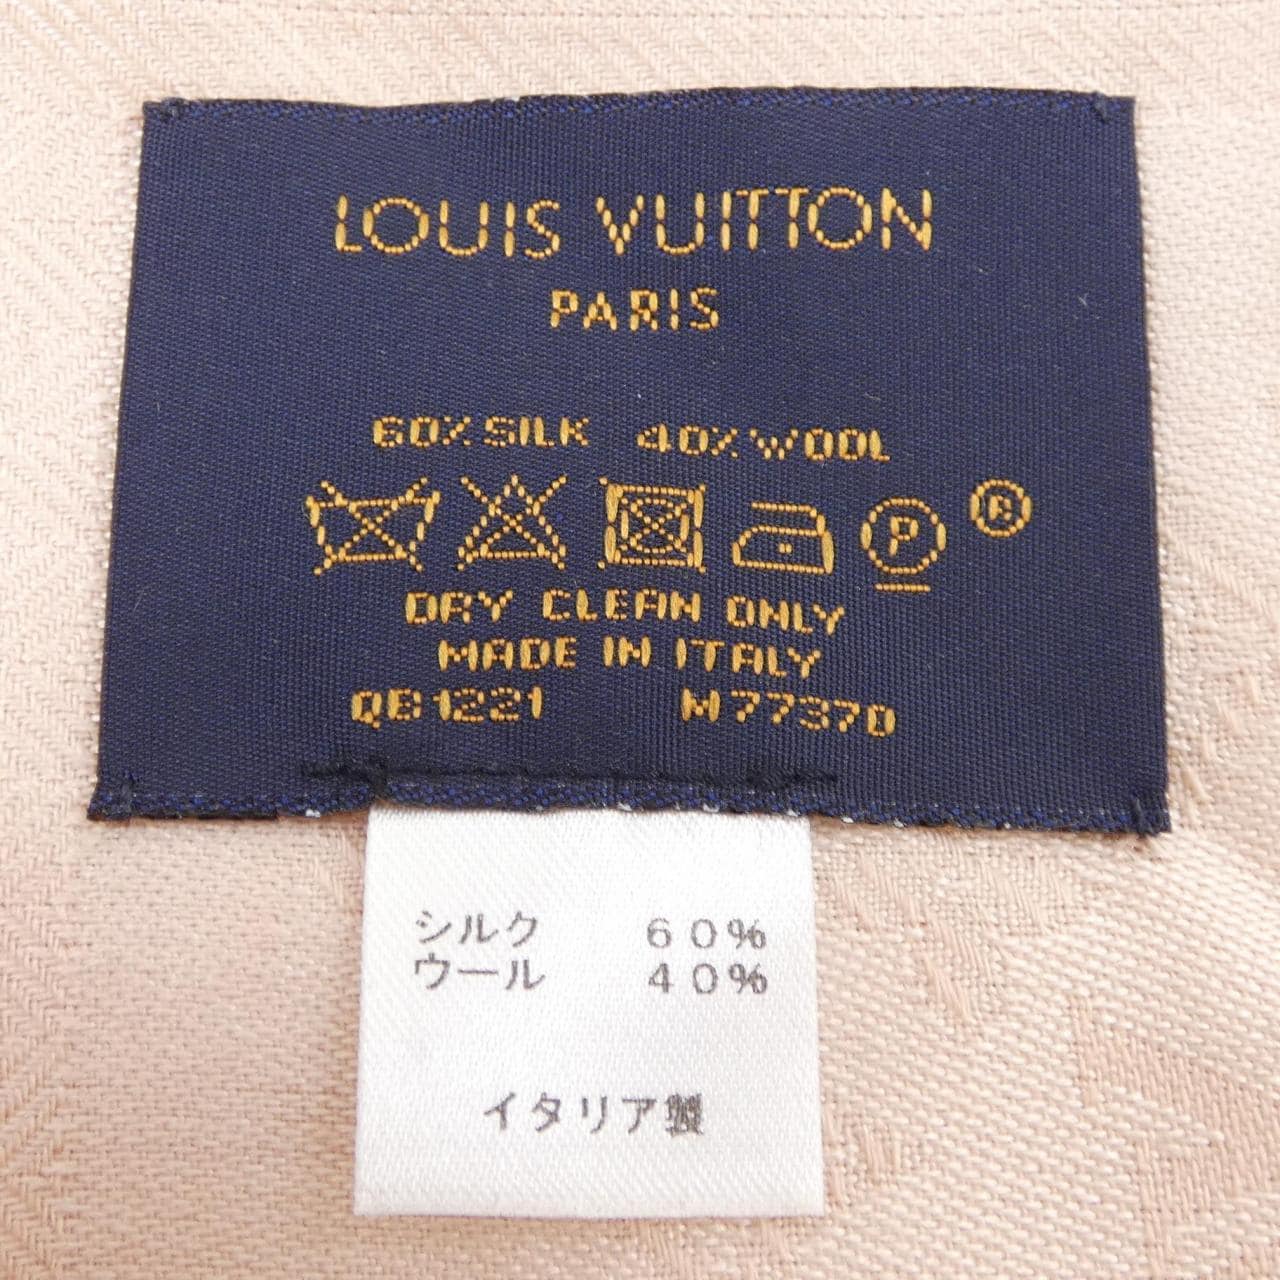 LOUIS VUITTON
PARIS
60% SILK 40% WOOL
P ®
DRY CLEAN ONLY
MADE IN ITALY
QB1221 M77370
シルク 60%
ウール 40%
イタリア製